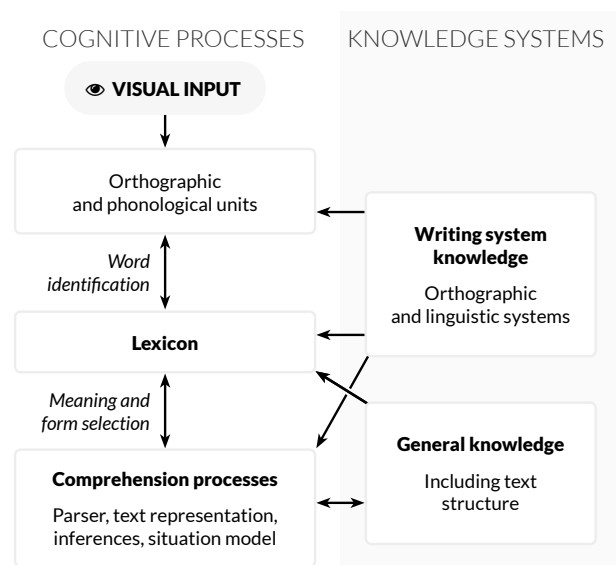 COGNITIVE PROCESSES
KNOWLEDGE SYSTEMS
VISUAL INPUT
Orthographic
and phonological units
Word
identification
Lexicon
Meaning and
form selection
Comprehension processes
Parser, text representation,
inferences, situation model
Writing system
knowledge
Orthographic
and linguistic systems
General knowledge
Including text
structure